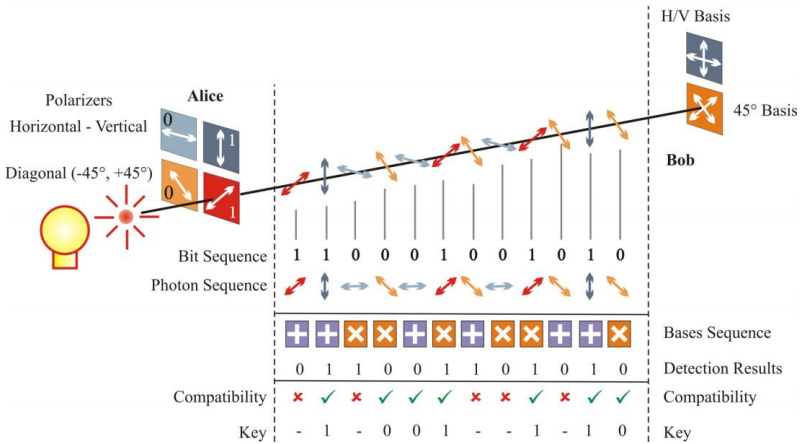 H/V Basis
Alice
Polarizers
0
Horizontal - Vertical
1
45° Basis
Diagonal (-45°, +45°)
Bob
0
1
Bit Sequence 1 1 0 0 0 1 0 0 1 0 1 0
Photon Sequence
Bases Sequence
0 1 1 0 0 1 1 0 1 0 1 0 Detection Results
Compatibility ✗ ✓ ✗ ✓ ✓ ✓ ✗ ✗ ✓ ✗ ✓ ✓ Compatibility
Key - 1 - 0 0 1 - - 1 - 1 0 Key